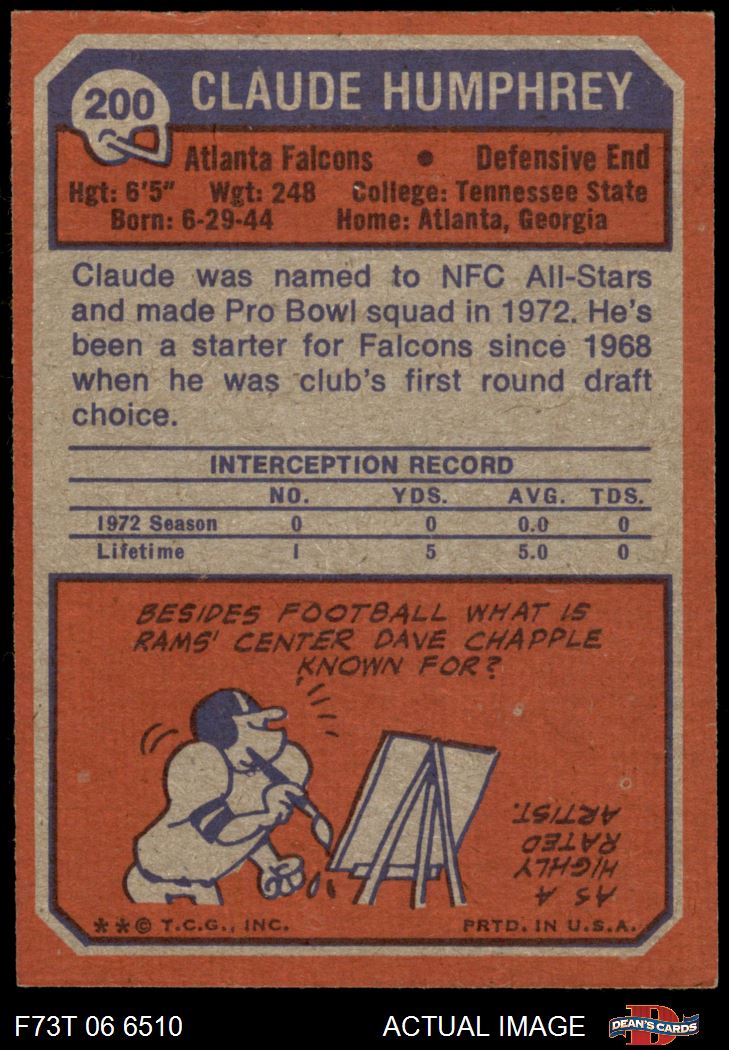 200
CLAUDE HUMPHREY
Atlanta Falcons • Defensive End
Hgt: 6'5" Wgt: 248 College: Tennessee State
Born: 6-29-44 Home: Atlanta, Georgia
Claude was named to NFC All-Stars
and made Pro Bowl squad in 1972. He's
been a starter for Falcons since 1968
when he was club's first round draft
choice.
INTERCEPTION RECORD
NO. YDS. AVG. TDS.
1972 Season 0 0 0.0 0
Lifetime 1 5 5.0 0
BESIDES FOOTBALL WHAT IS
RAMS' CENTER DAVE CHAPPLE
KNOWN FOR?
AS A
HIGHLY
RATED
ARTIST.
**© T.C.G., INC. PRTD. IN U.S.A.
F73T 06 6510 ACTUAL IMAGE DEAN'S CARDS